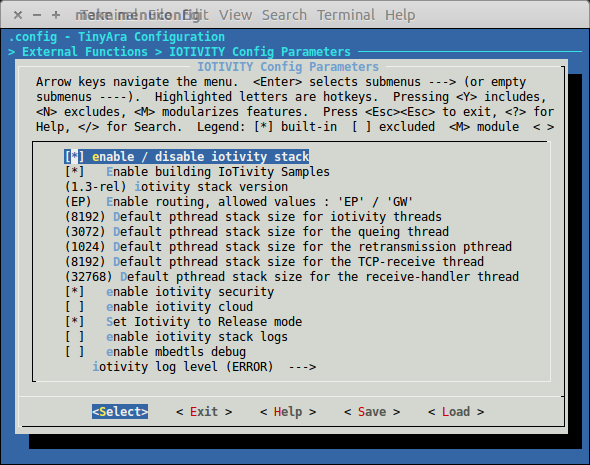 make menuconfig
Terminal File Edit View Search Terminal Help
.config - TinyAra Configuration
> External Functions > IOTIVITY Config Parameters
IOTIVITY Config Parameters
Arrow keys navigate the menu. <Enter> selects submenus ---> (or empty
submenus ----). Highlighted letters are hotkeys. Pressing <Y> includes,
<N> excludes, <M> modularizes features. Press <Esc><Esc> to exit, <?> for
Help, </> for Search. Legend: [*] built-in [ ] excluded <M> module < >
[*] enable / disable iotivity stack
[*] Enable building IoTivity Samples
(1.3-rel) iotivity stack version
(EP) Enable routing, allowed values : 'EP' / 'GW'
(8192) Default pthread stack size for iotivity threads
(3072) Default pthread stack size for the queing thread
(1024) Default pthread stack size for the retransmission pthread
(8192) Default pthread stack size for the TCP-receive thread
(32768) Default pthread stack size for the receive-handler thread
[*] enable iotivity security
[ ] enable iotivity cloud
[*] Set Iotivity to Release mode
[ ] enable iotivity stack logs
[ ] enable mbedtls debug
iotivity log level (ERROR) --->
<Select> < Exit > < Help > < Save > < Load >